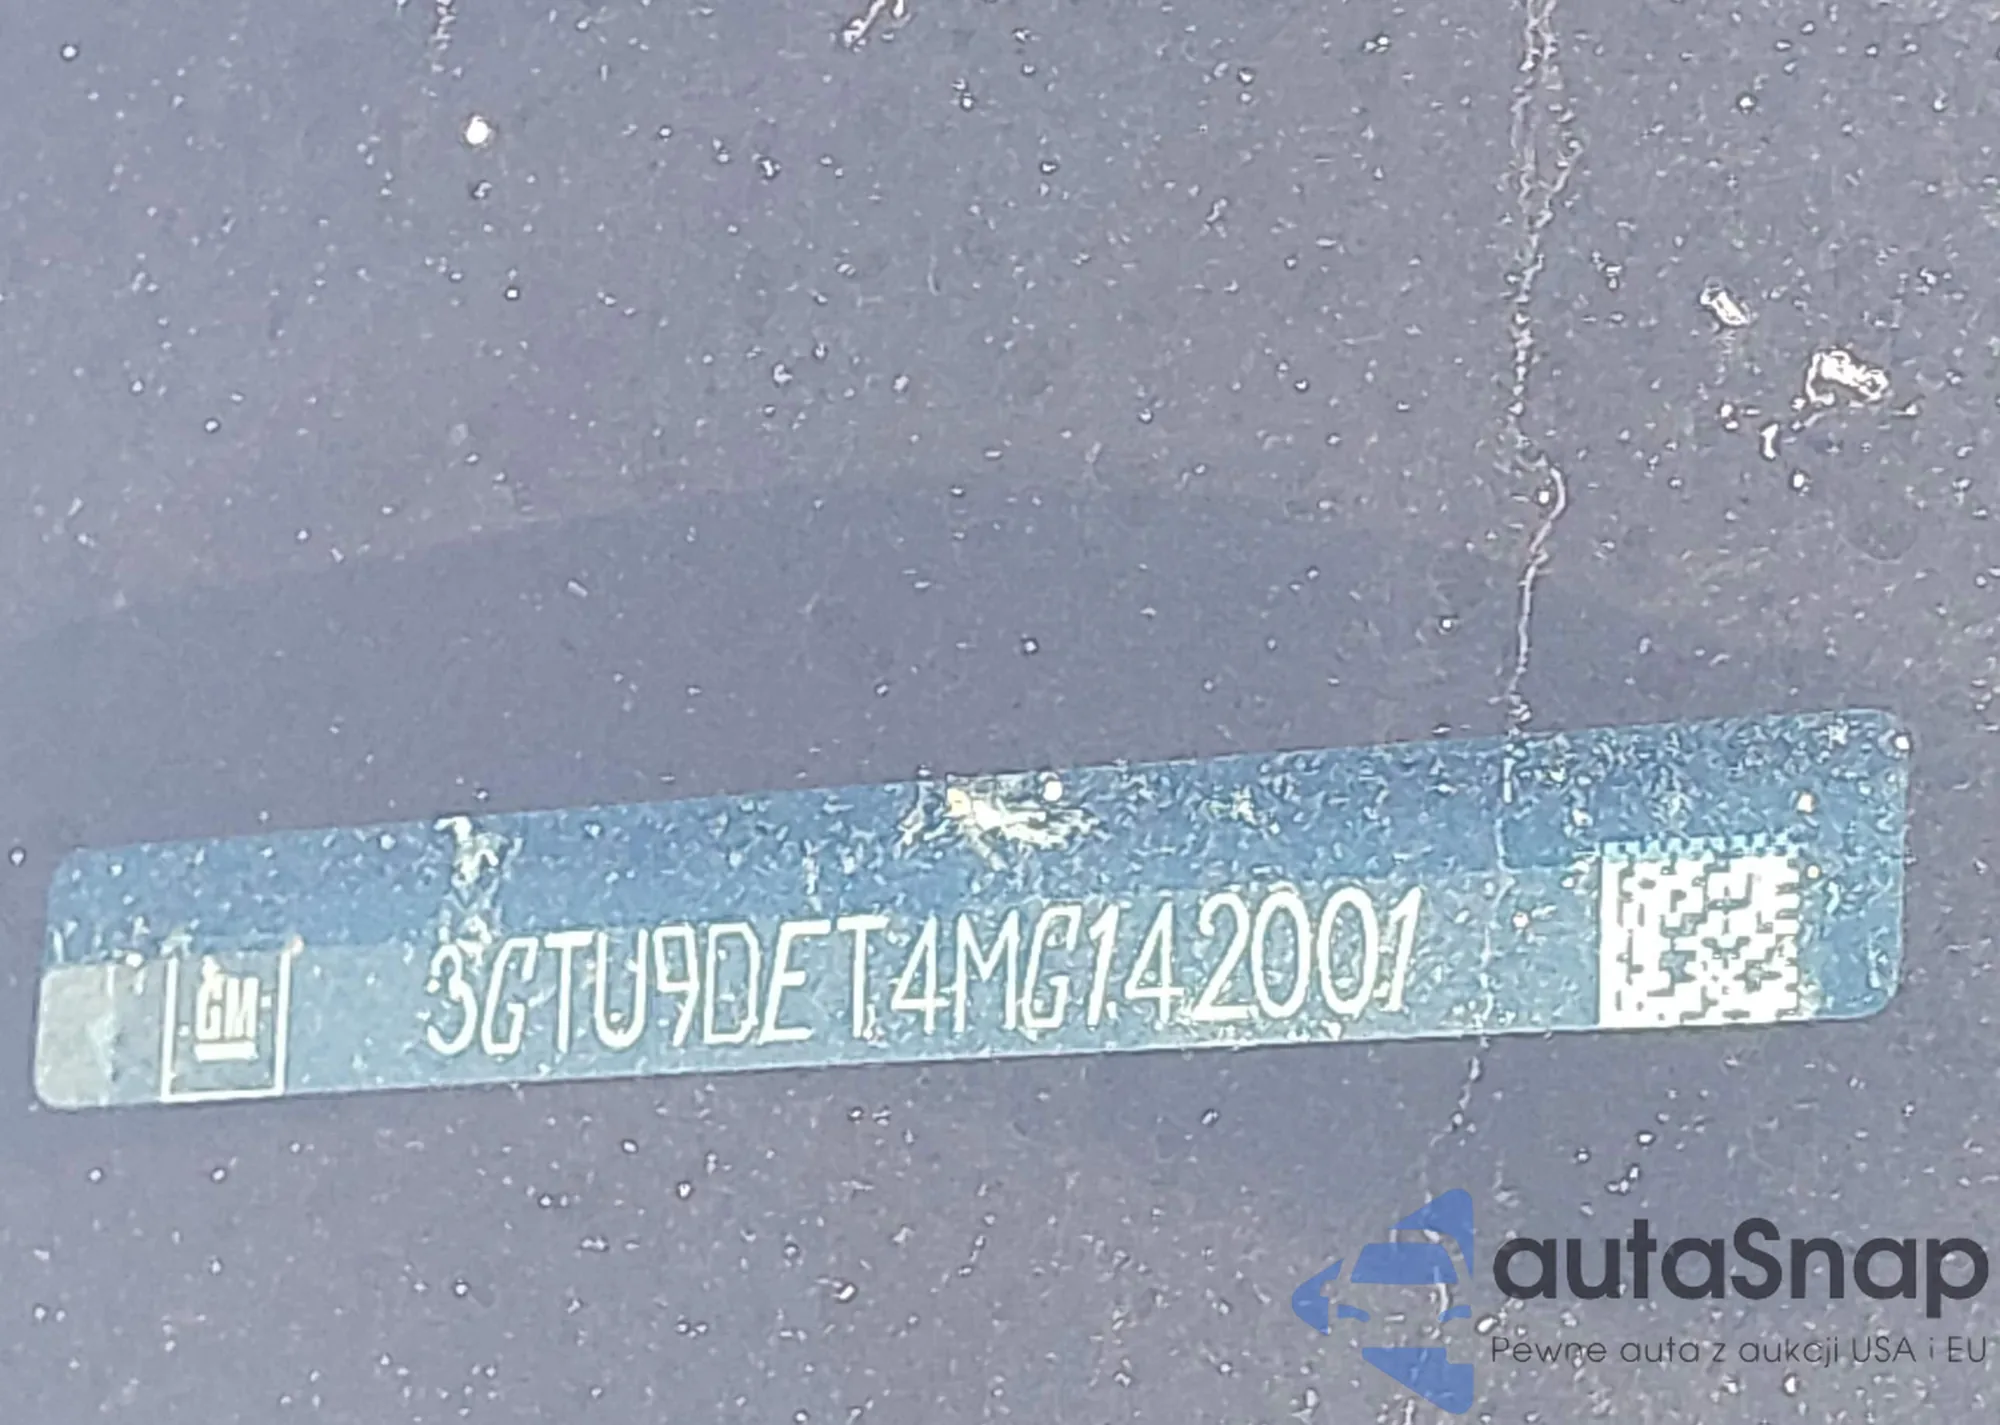 GM 3GTU9DET4MG142001
autaSnap
Pewne auta z aukcji USA i EU